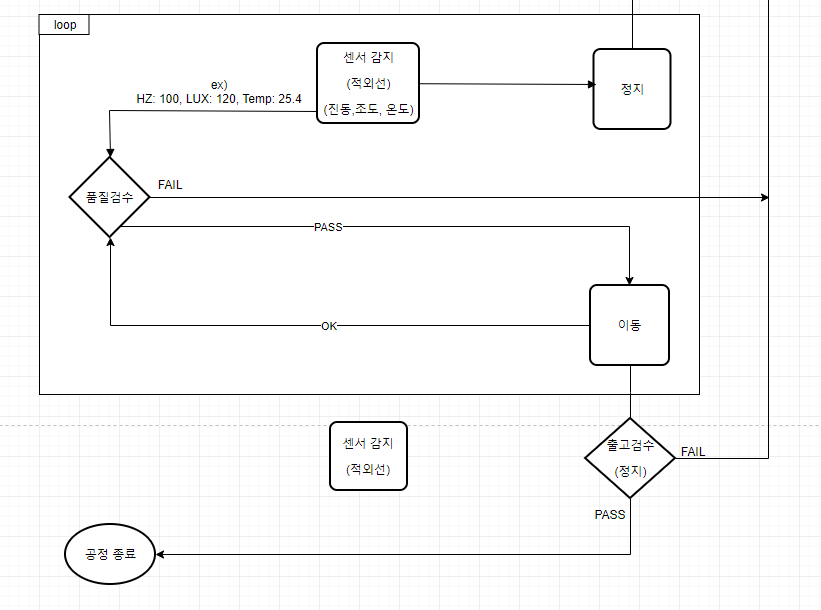 loop
센서 감지
(적외선)
(진동,조도, 온도)
정지
ex)
HZ: 100, LUX: 120, Temp: 25.4
품질검수
FAIL
PASS
OK
이동
센서 감지
(적외선)
출고검수
(정지)
FAIL
PASS
공정 종료